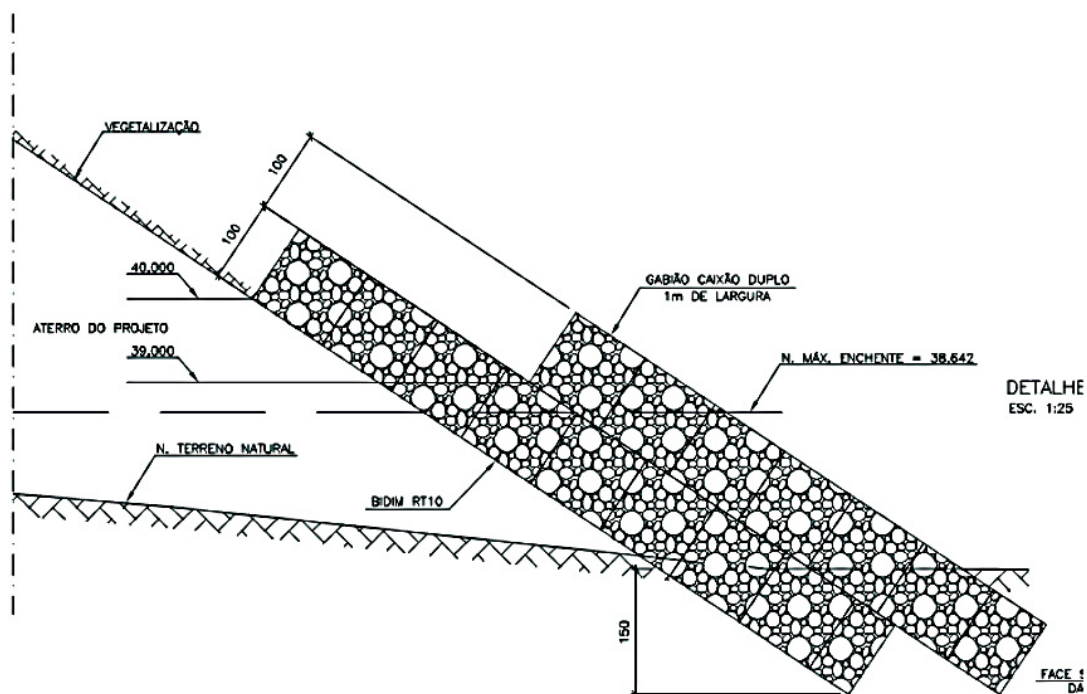 VEGETALIZAÇÃO
100
100
40.000
GABIÃO CAIXÃO DUPLO
1m DE LARGURA
ATERRO DO PROJETO
39.000
N. MÁX. ENCHENTE = 38.642
DETALHE
ESC. 1:25
N. TERRENO NATURAL
BIDIM RT10
150
FACE
DA